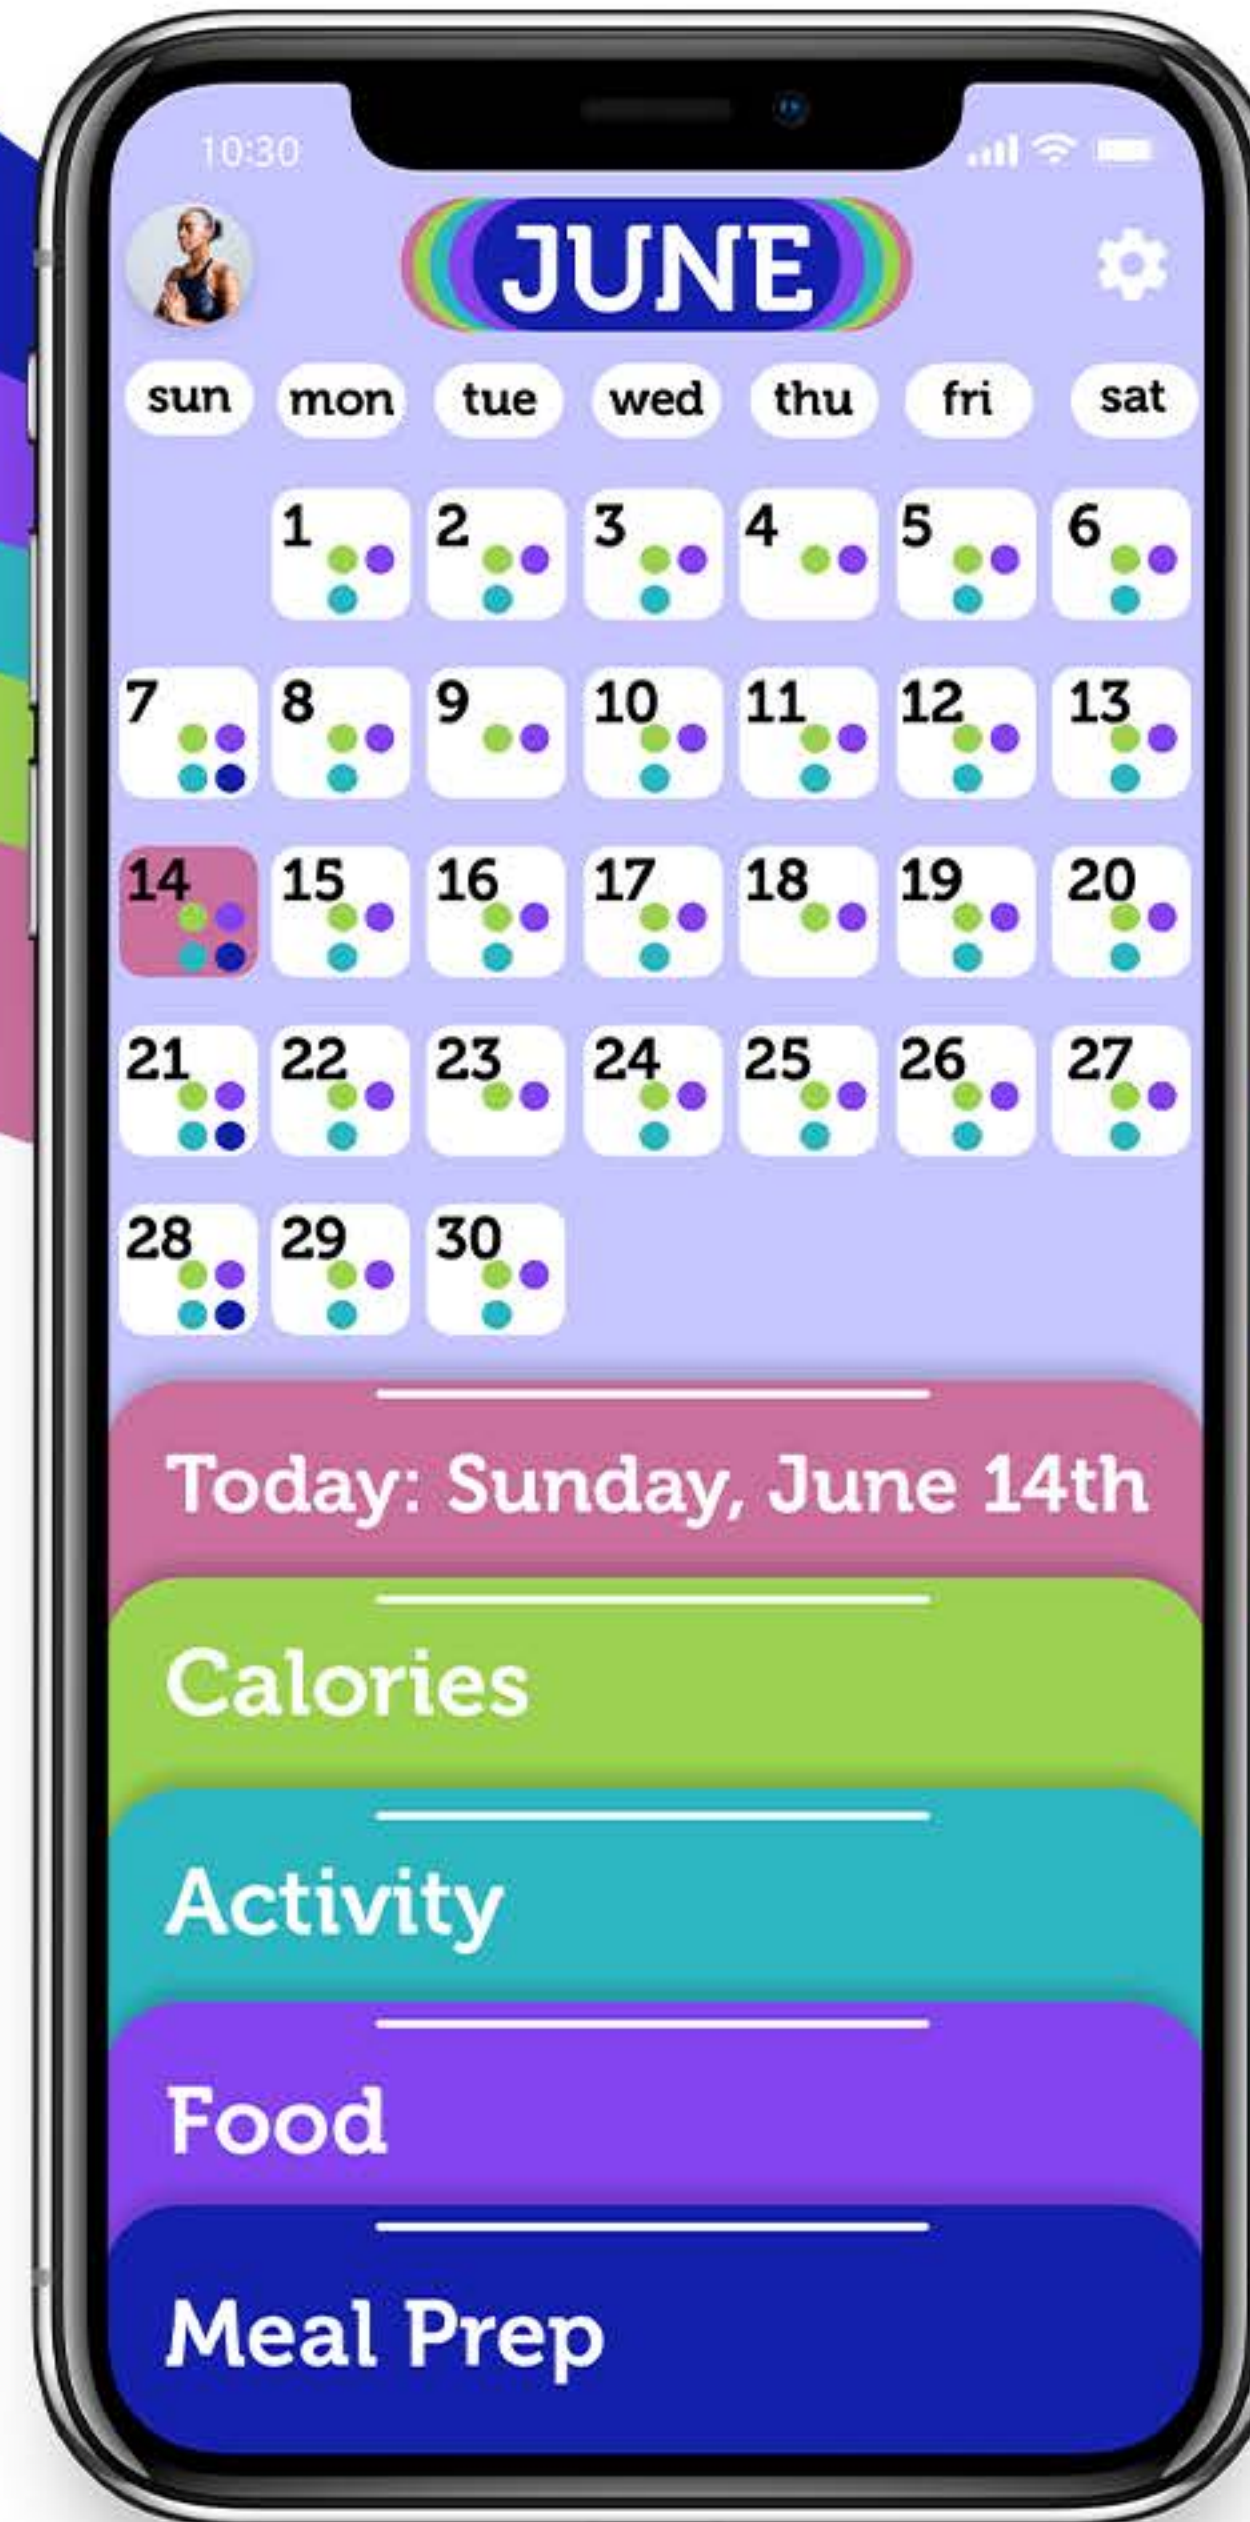 10:30
JUNE
sun mon tue wed thu fri sat
1 2 3 4 5 6
7 8 9 10 11 12 13
14 15 16 17 18 19 20
21 22 23 24 25 26 27
28 29 30
Today: Sunday, June 14th
Calories
Activity
Food
Meal Prep